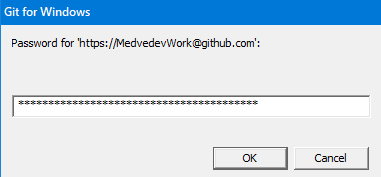 Git for Windows
Password for 'https://MedvedevWork@github.com':
****************************************
OK Cancel